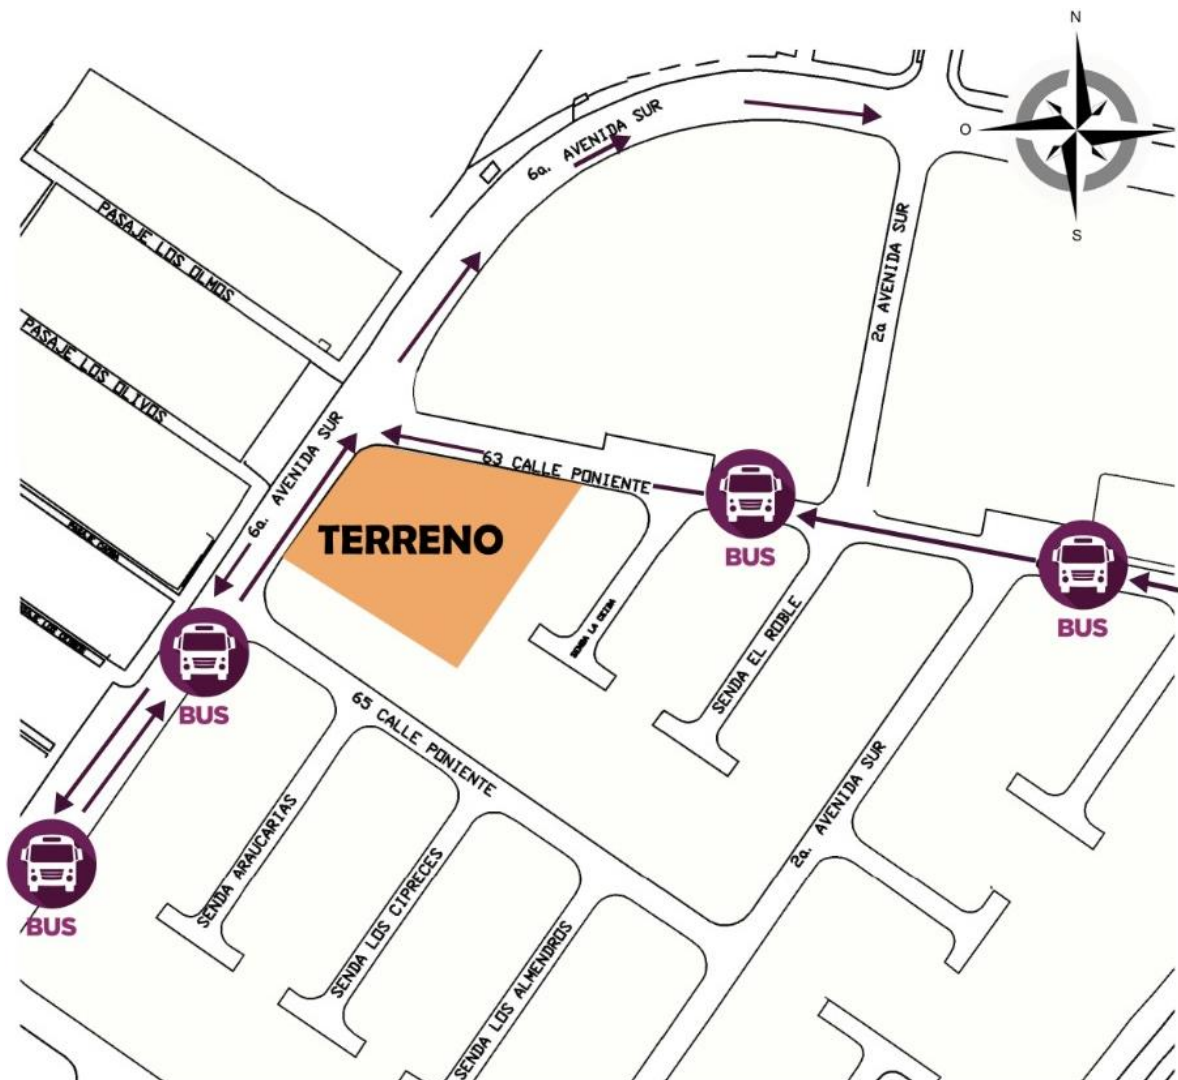 N
O
S
6a. AVENIDA SUR
PASAJE LOS OLMOS
2a AVENIDA SUR
PASAJE LOS OLIVOS
6a. AVENIDA SUR
63 CALLE PONIENTE
TERRENO
BUS
BUS
SENDA EL ROBLE
BUS
65 CALLE PONIENTE
2a. AVENIDA SUR
SENDA ARAUCARIAS
SENDA LOS CIPRECES
BUS
SENDA LOS ALMENDROS